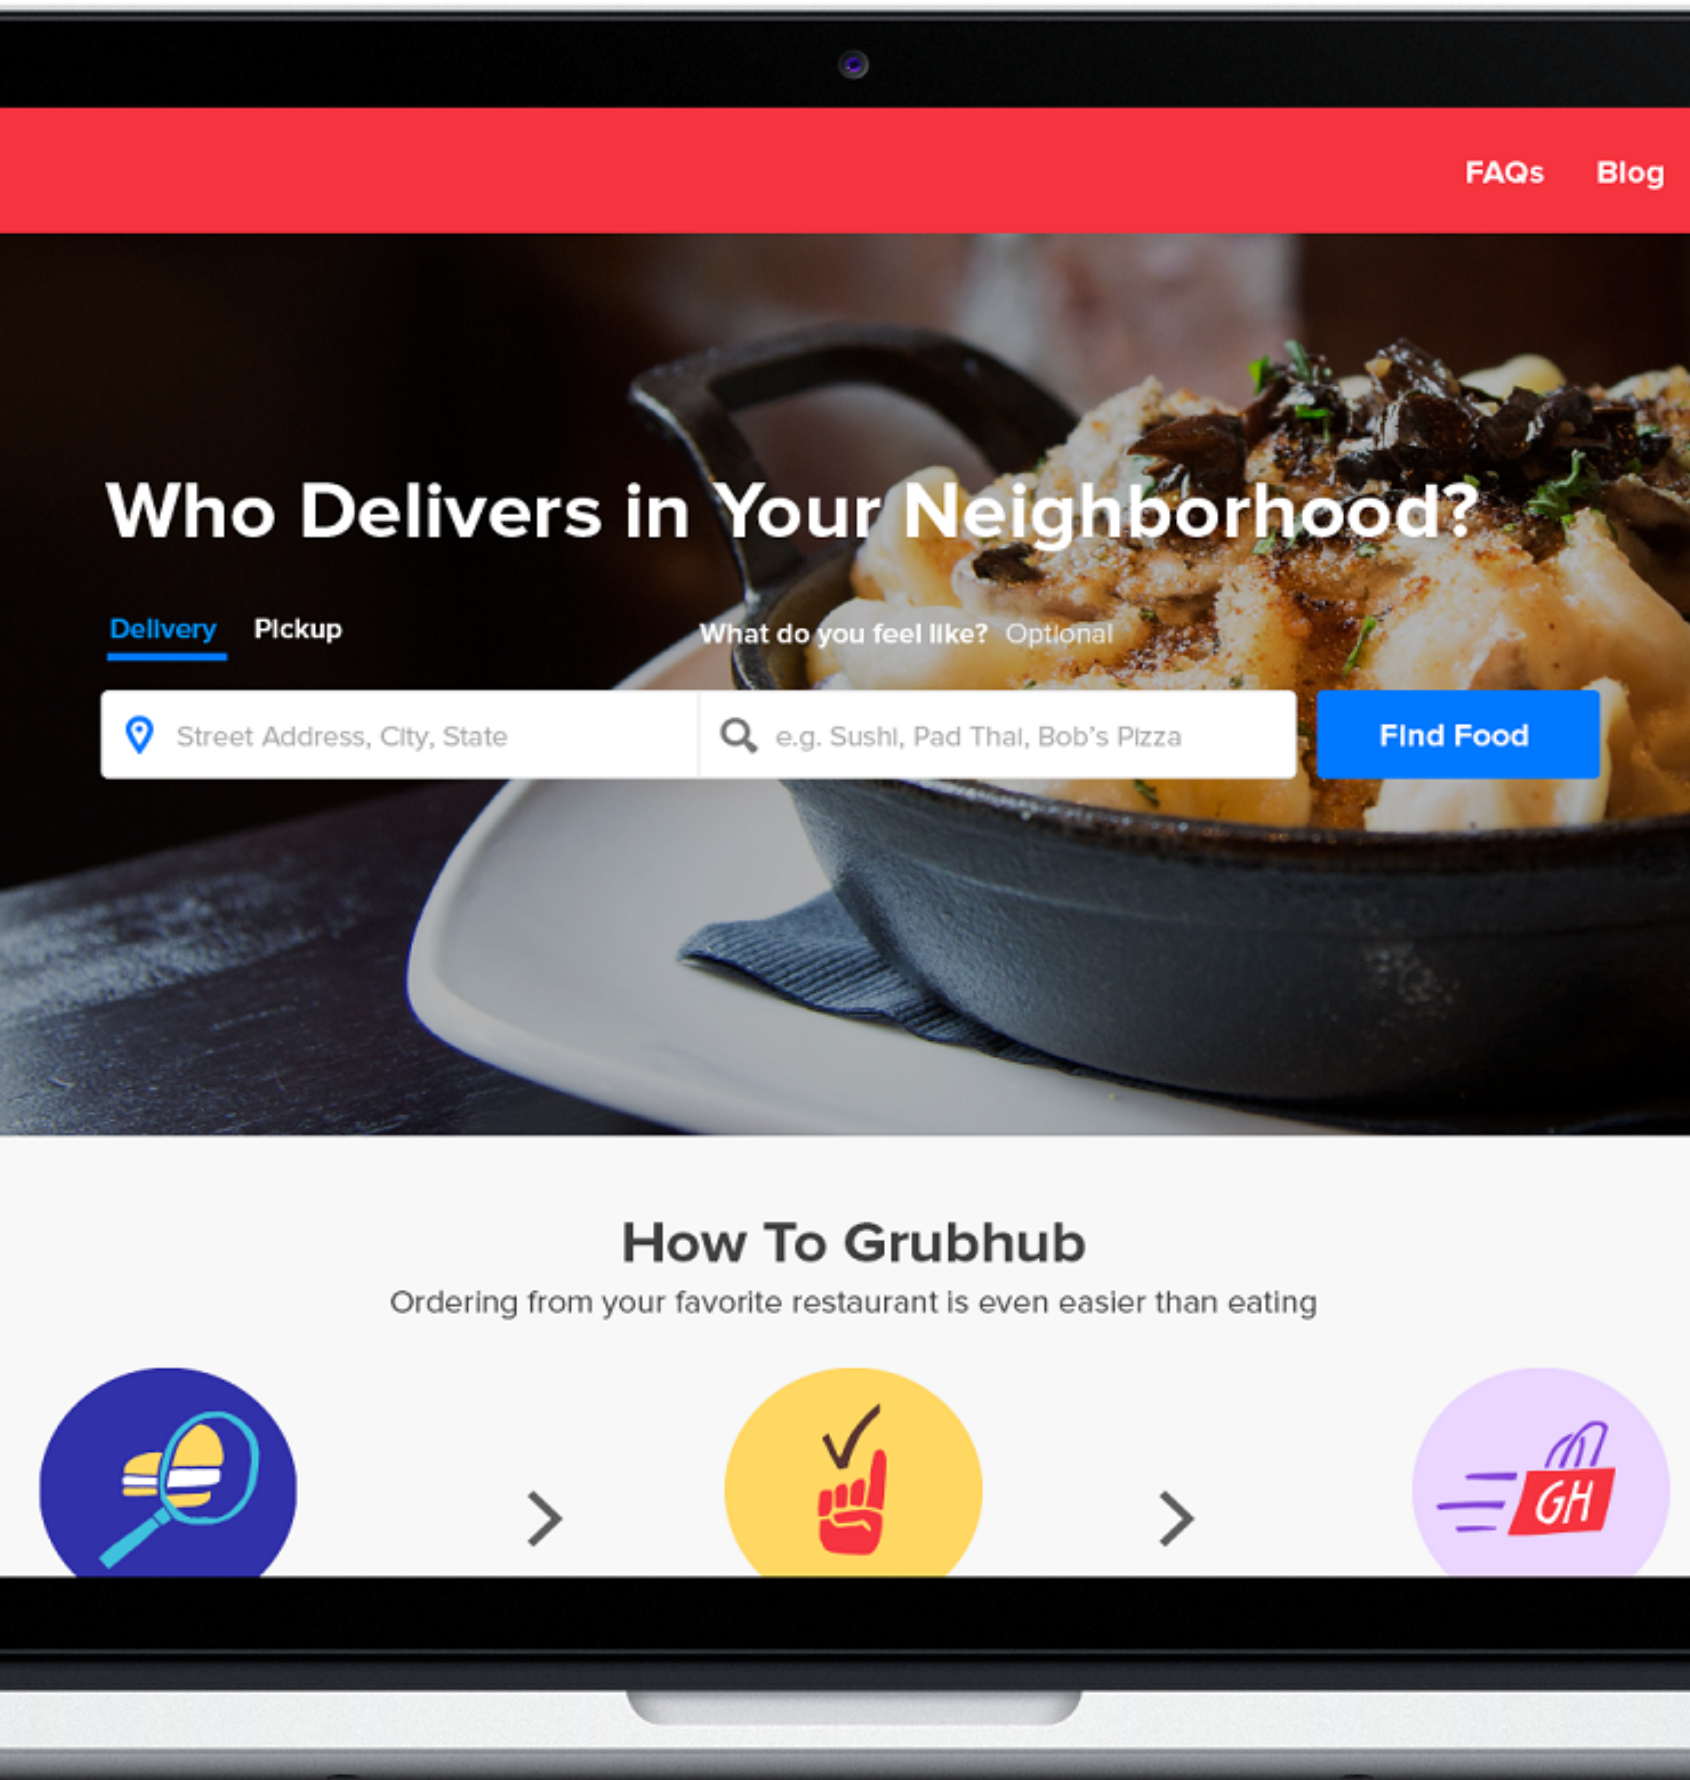 FAQs Blog
Who Delivers in Your Neighborhood?
Delivery Pickup What do you feel like? Optional
Street Address, City, State e.g. Sushi, Pad Thai, Bob's Pizza Find Food
How To Grubhub
Ordering from your favorite restaurant is even easier than eating
GH